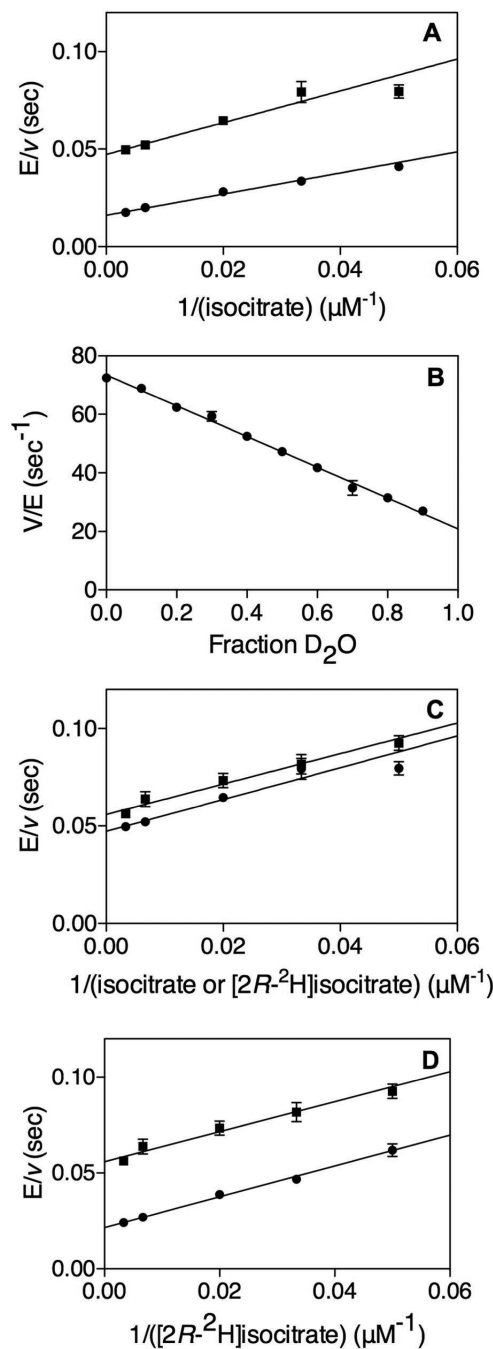 A
0.10
0.05
0.00
E/v (sec)
0.00 0.02 0.04 0.06
1/(isocitrate) (µM⁻¹)
B
80
60
40
20
0
V/E (sec⁻¹)
0.0 0.2 0.4 0.6 0.8 1.0
Fraction D₂O
C
0.10
0.05
0.00
E/v (sec)
0.00 0.02 0.04 0.06
1/(isocitrate or [2R-²H]isocitrate) (µM⁻¹)
D
0.10
0.05
0.00
E/v (sec)
0.00 0.02 0.04 0.06
1/([2R-²H]isocitrate) (µM⁻¹)